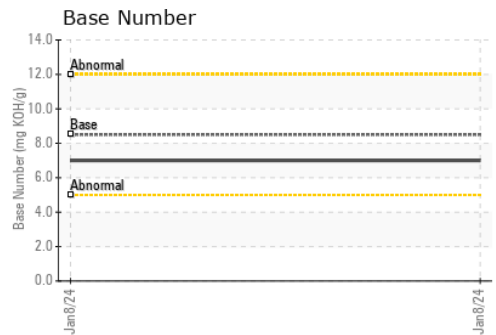 Base Number
Base Number (mg KOH/g)
14.0
12.0
10.0
8.0
6.0
4.0
2.0
0.0
Abnormal
Base
Abnormal
Jan8/24
Jan8/24